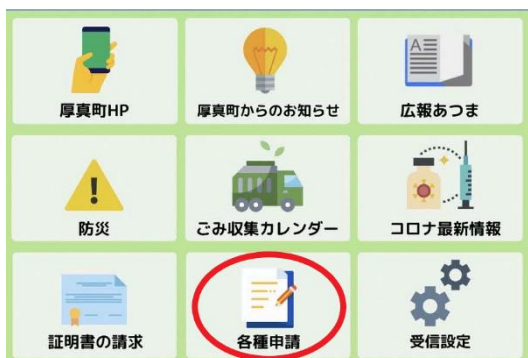 厚真町HP
厚真町からのお知らせ
広報あつま
防災
ごみ収集カレンダー
コロナ最新情報
証明書の請求
各種申請
受信設定